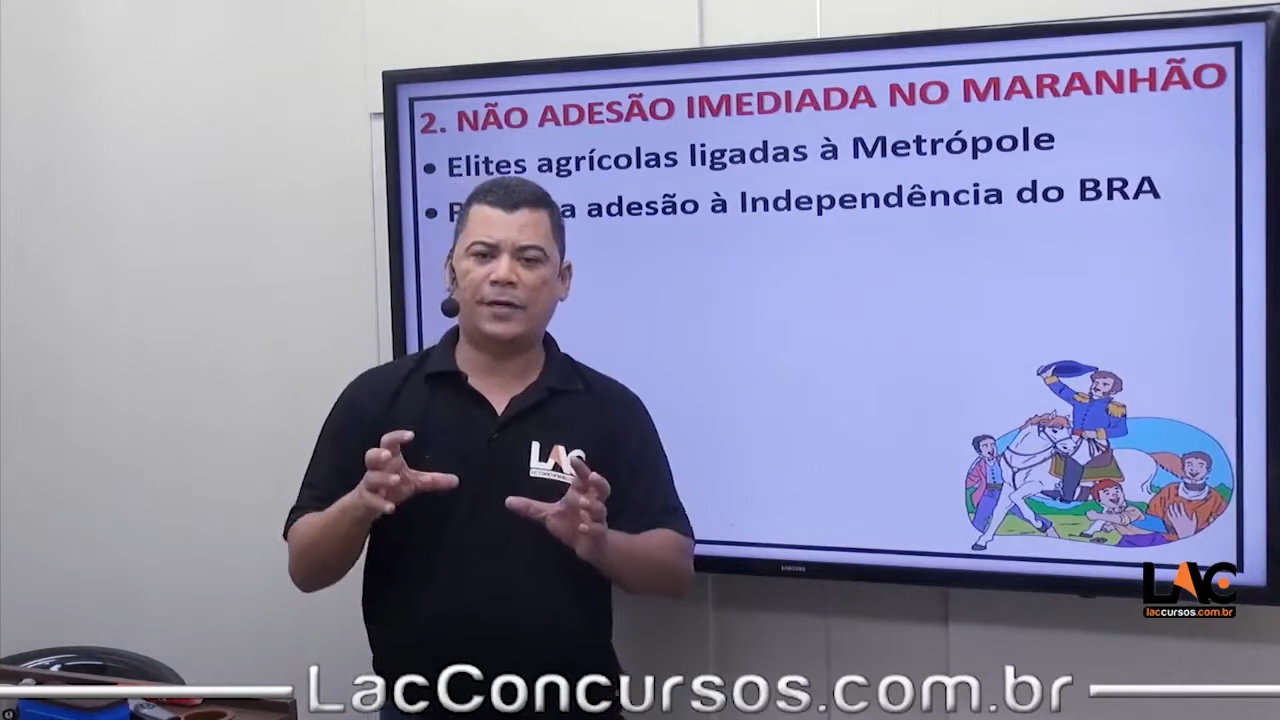 2. NÃO ADESÃO IMEDIADA NO MARANHÃO
• Elites agrícolas ligadas à Metrópole
• adesão à Independência do BRA
LAC
SAMSUNG
LAC
laccursos.com.br
LacConcursos.com.br